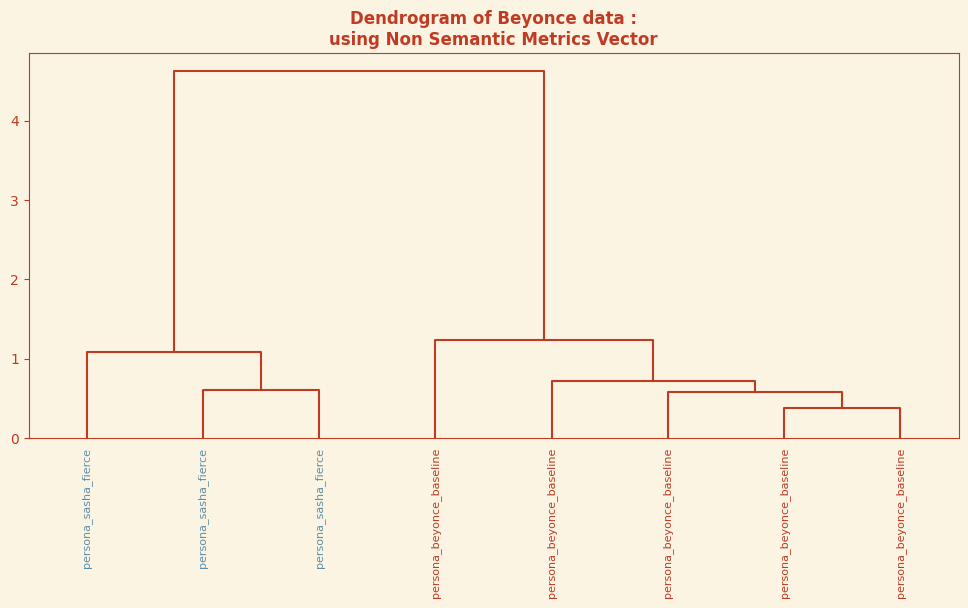 Dendrogram of Beyonce data :
using Non Semantic Metrics Vector
4
3
2
1
0
persona_sasha_fierce
persona_sasha_fierce
persona_sasha_fierce
persona_beyonce_baseline
persona_beyonce_baseline
persona_beyonce_baseline
persona_beyonce_baseline
persona_beyonce_baseline